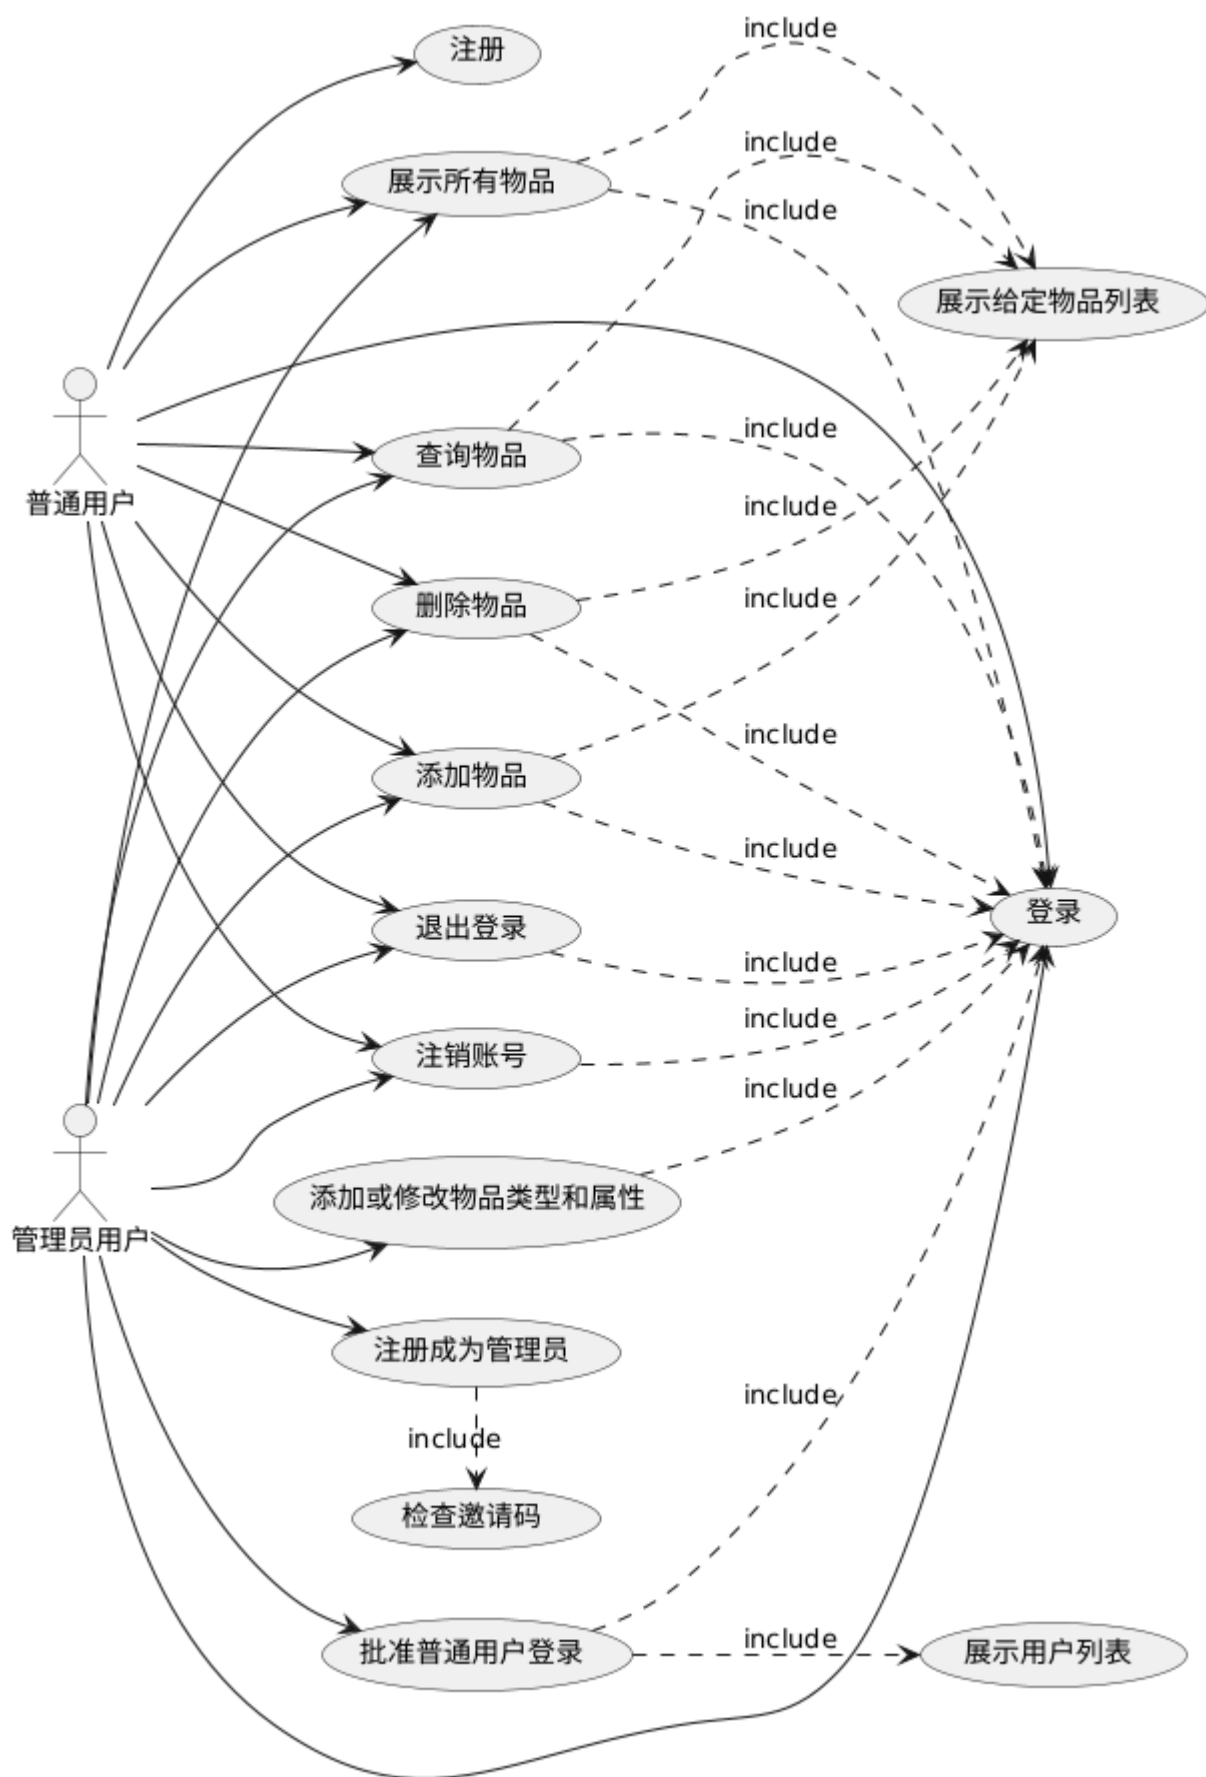 include
注册
include
展示所有物品
include
展示给定物品列表
include
查询物品
普通用户
include
删除物品
include
include
添加物品
include
登录
退出登录
include
include
注销账号
include
添加或修改物品类型和属性
管理员用户
注册成为管理员
include
include
检查邀请码
include
批准普通用户登录
展示用户列表